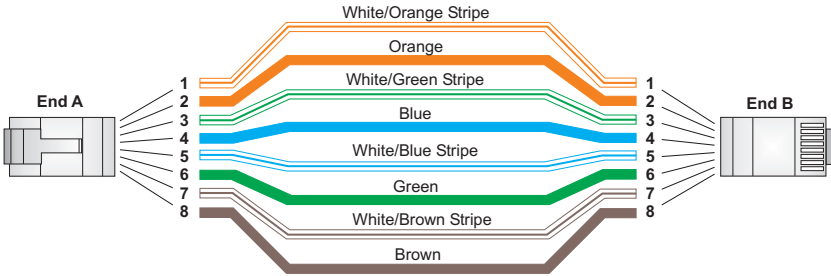 White/Orange Stripe
Orange
White/Green Stripe
Blue
White/Blue Stripe
Green
White/Brown Stripe
Brown
End A
1
2
3
4
5
6
7
8
End B
1
2
3
4
5
6
7
8